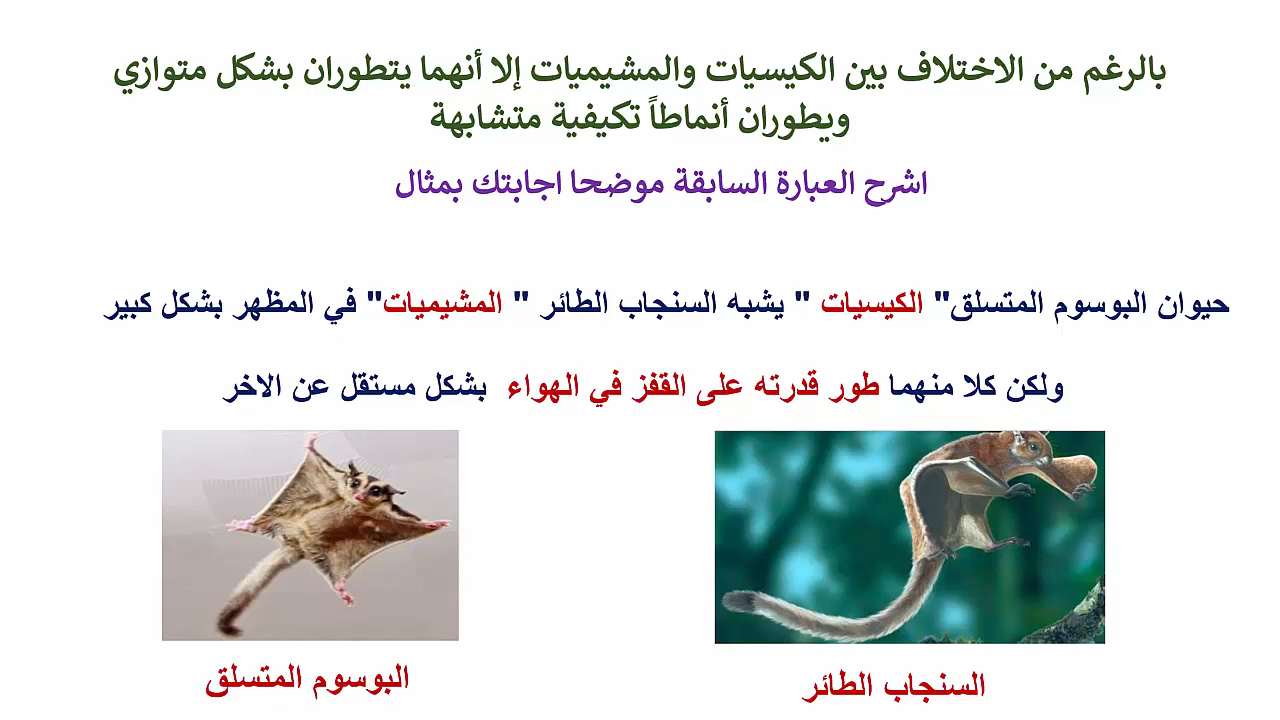 بالرغم من الاختلاف بين الكيسيات والمشيميات إلا أنهما يتطوران بشكل متوازي
ويطوران أنماطاً تكيفية متشابهة
اشرح العبارة السابقة موضحا اجابتك بمثال
حيوان البوسوم المتسلق" الكيسيات " يشبه السنجاب الطائر " المشيميات" في المظهر بشكل كبير
ولكن كلا منهما طور قدرته على القفز في الهواء بشكل مستقل عن الاخر
السنجاب الطائر
البوسوم المتسلق